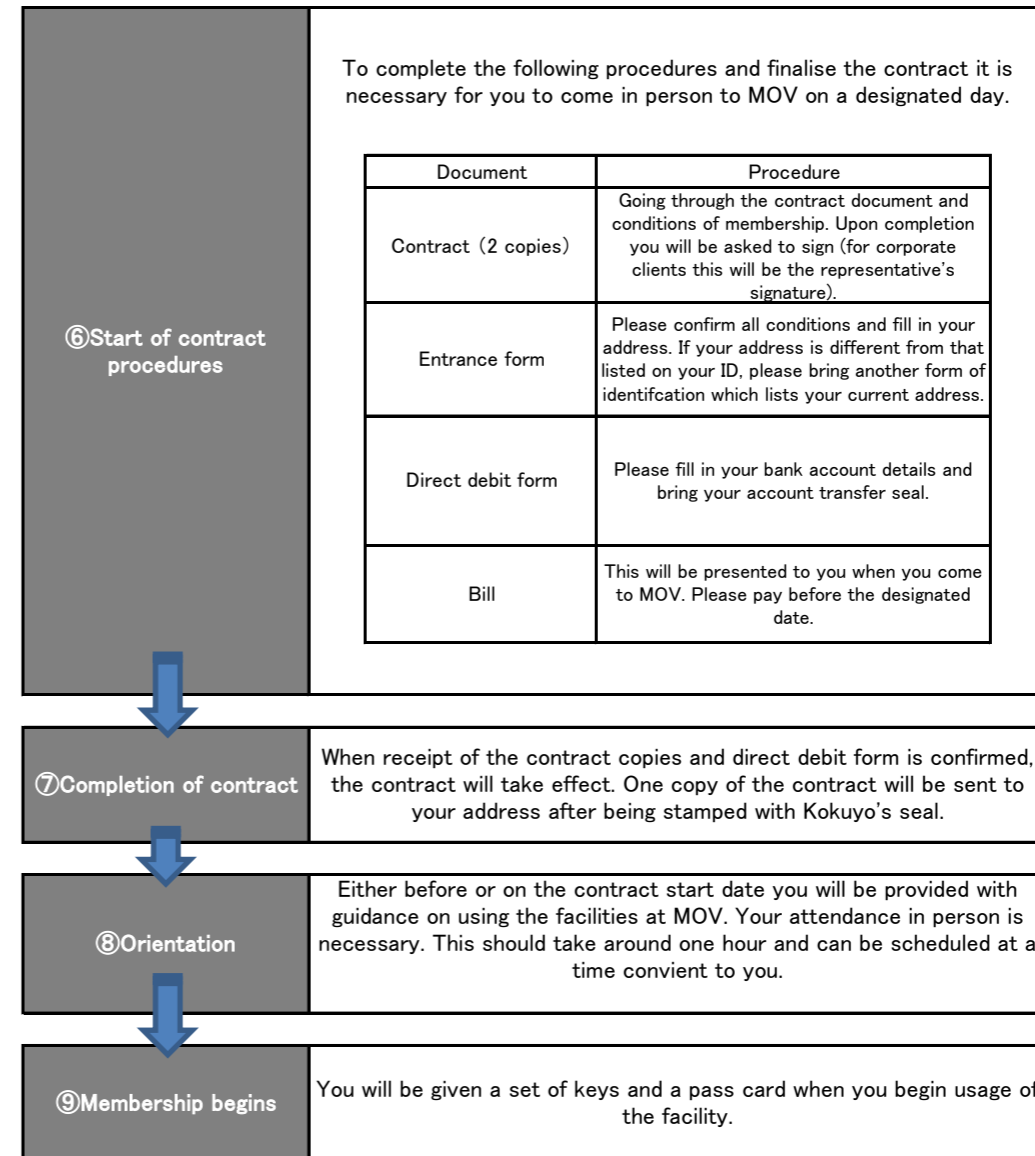 To complete the following procedures and finalise the contract it is
necessary for you to come in person to MOV on a designated day.
Document
Procedure
Contract (2 copies)
Going through the contract document and
conditions of membership. Upon completion
you will be asked to sign (for corporate
clients this will be the representative's
signature).
⑥Start of contract
procedures
Entrance form
Please confirm all conditions and fill in your
address. If your address is different from that
listed on your ID, please bring another form of
identifcation which lists your current address.
Direct debit form
Please fill in your bank account details and
bring your account transfer seal.
Bill
This will be presented to you when you come
to MOV. Please pay before the designated
date.
⑦Completion of contract
When receipt of the contract copies and direct debit form is confirmed,
the contract will take effect. One copy of the contract will be sent to
your address after being stamped with Kokuyo's seal.
⑧Orientation
Either before or on the contract start date you will be provided with
guidance on using the facilities at MOV. Your attendance in person is
necessary. This should take around one hour and can be scheduled at a
time convient to you.
⑨Membership begins
You will be given a set of keys and a pass card when you begin usage of
the facility.